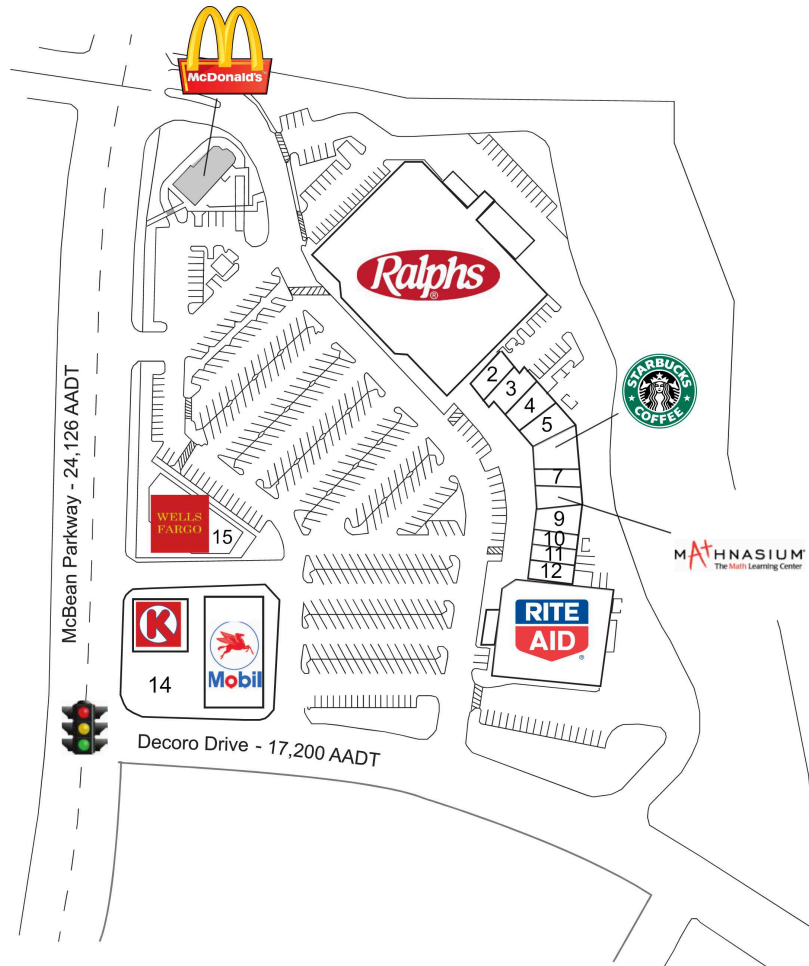 McDonald's
Ralphs
®
2
3
4
5
STARBUCKS
COFFEE
7
9
10
11
12
MATHNASIUM
The Math Learning Center
McBean Parkway - 24,126 AADT
WELLS
FARGO
15
K
14
Mobil
RITE
AID
®
Decoro Drive - 17,200 AADT